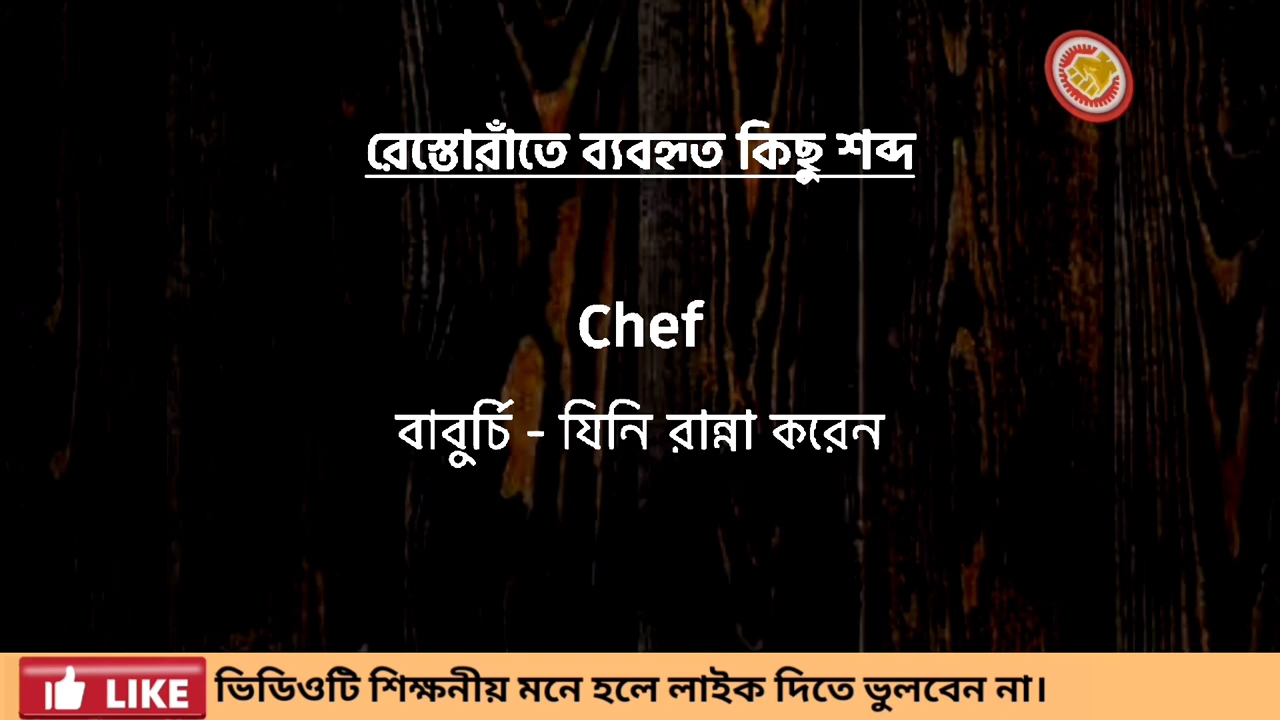 রেস্তোরাঁতে ব্যবহৃত কিছু শব্দ
Chef
বাবুর্চি - যিনি রান্না করেন
LIKE ভিডিওটি শিক্ষনীয় মনে হলে লাইক দিতে ভুলবেন না।